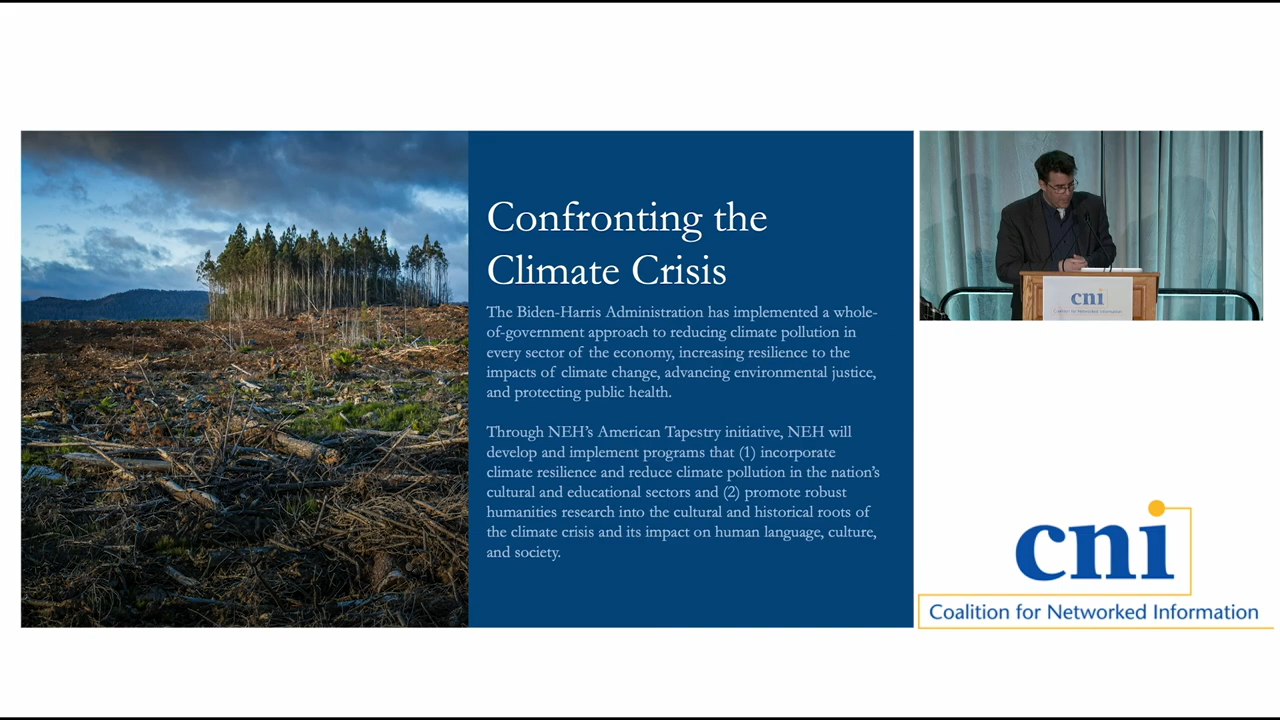 Confronting the
Climate Crisis
The Biden-Harris Administration has implemented a whole-
of-government approach to reducing climate pollution in
every sector of the economy, increasing resilience to the
impacts of climate change, advancing environmental justice,
and protecting public health.
Through NEH's American Tapestry initiative, NEH will
develop and implement programs that (1) incorporate
climate resilience and reduce climate pollution in the nation's
cultural and educational sectors and (2) promote robust
humanities research into the cultural and historical roots of
the climate crisis and its impact on human language, culture,
and society.
cni
Coalition for Networked Information
cni
Coalition for Networked Information